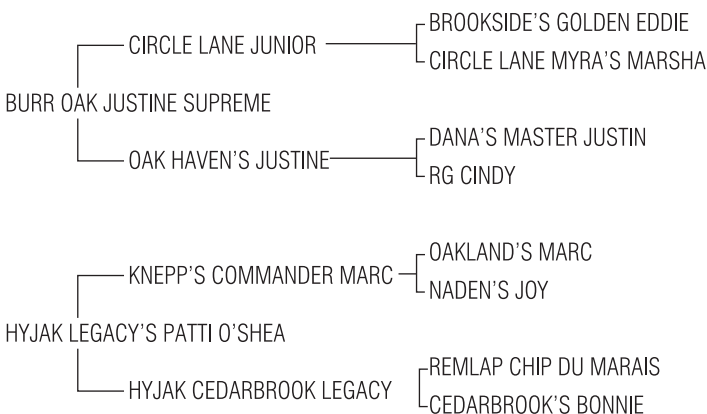 BROOKSIDE'S GOLDEN EDDIE
CIRCLE LANE JUNIOR
CIRCLE LANE MYRA'S MARSHA
BURR OAK JUSTINE SUPREME
DANA'S MASTER JUSTIN
OAK HAVEN'S JUSTINE
RG CINDY
OAKLAND'S MARC
KNEPP'S COMMANDER MARC
NADEN'S JOY
HYJAK LEGACY'S PATTI O'SHEA
REMLAP CHIP DU MARAIS
HYJAK CEDARBROOK LEGACY
CEDARBROOK'S BONNIE